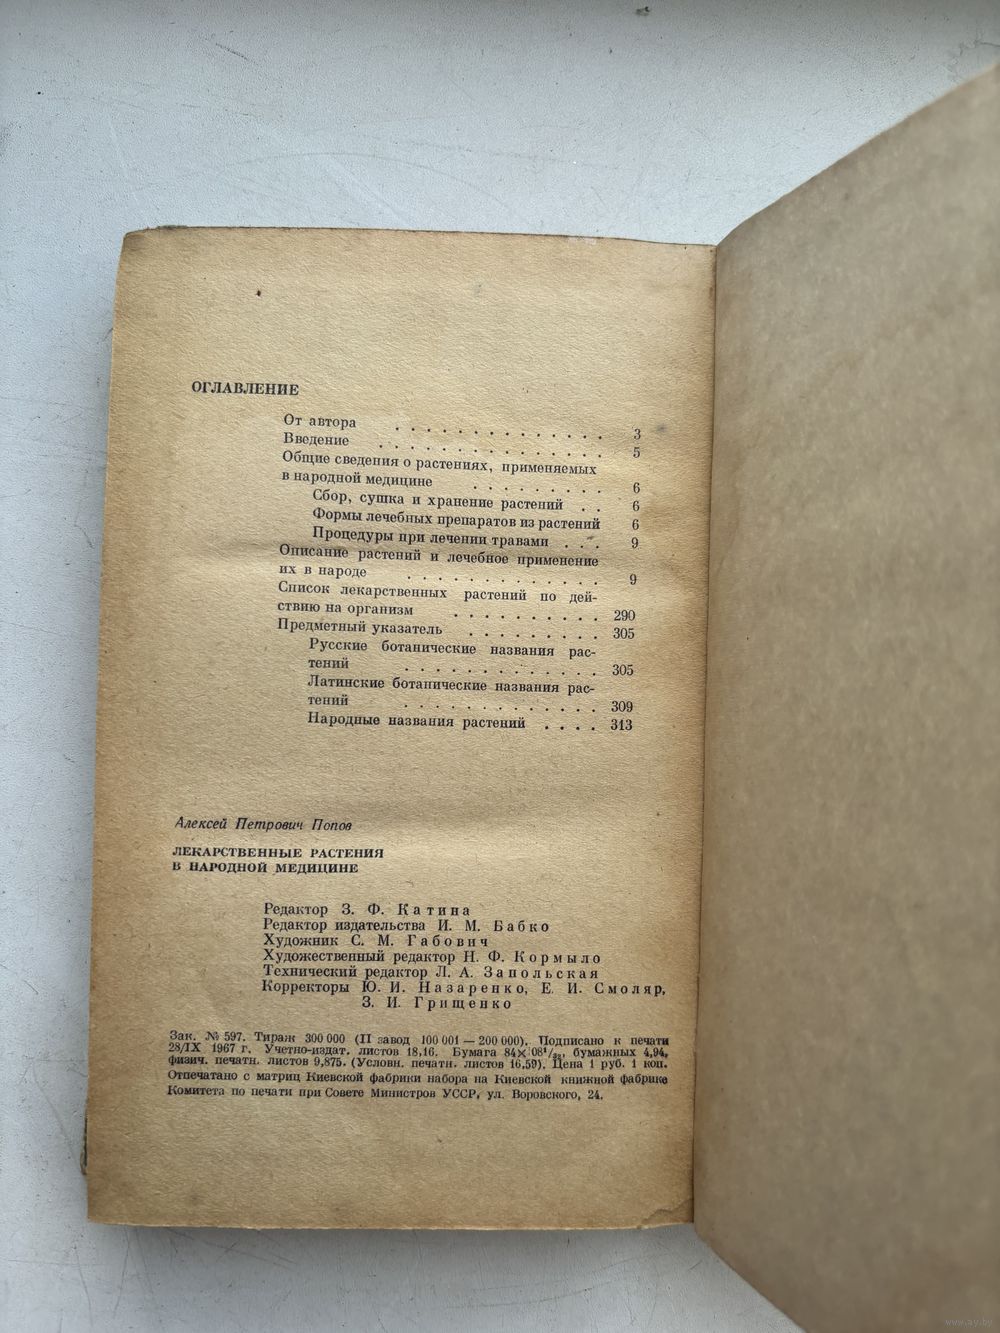 ОГЛАВЛЕНИЕ
От автора . . . . . . . . . . . . . . 3
Введение . . . . . . . . . . . . . . . 5
Общие сведения о растениях, применяемых
в народной медицине . . . . . . . . . 6
Сбор, сушка и хранение растений . . 6
Формы лечебных препаратов из растений 6
Процедуры при лечении травами . . . 9
Описание растений и лечебное применение
их в народе . . . . . . . . . . . . . 9
Список лекарственных растений по дей-
ствию на организм . . . . . . . . . . 290
Предметный указатель . . . . . . . . . 305
Русские ботанические названия рас-
тений . . . . . . . . . . . . . 305
Латинские ботанические названия рас-
тений . . . . . . . . . . . . . 309
Народные названия растений . . . . 313
Алексей Петрович Попов
ЛЕКАРСТВЕННЫЕ РАСТЕНИЯ
В НАРОДНОЙ МЕДИЦИНЕ
Редактор З. Ф. Катина
Редактор издательства И. М. Бабко
Художник С. М. Габович
Художественный редактор Н. Ф. Кормыло
Технический редактор Л. А. Запольская
Корректоры Ю. И. Назаренко, Е. И. Смоляр,
З. И. Грищенко
Зак. № 597. Тираж 300 000 (II завод 100 001 — 200 000). Подписано к печати
28/IX 1967 г. Учетно-издат. листов 18,16. Бумага 84×08¹/₃₂, бумажных 4,94,
физич. печатн. листов 9,875. (Условн. печатн. листов 16,59). Цена 1 руб. 1 коп.
Отпечатано с матриц Киевской фабрики набора на Киевской книжной фабрике
Комитета по печати при Совете Министров УССР, ул. Воровского, 24.
www.ay.by